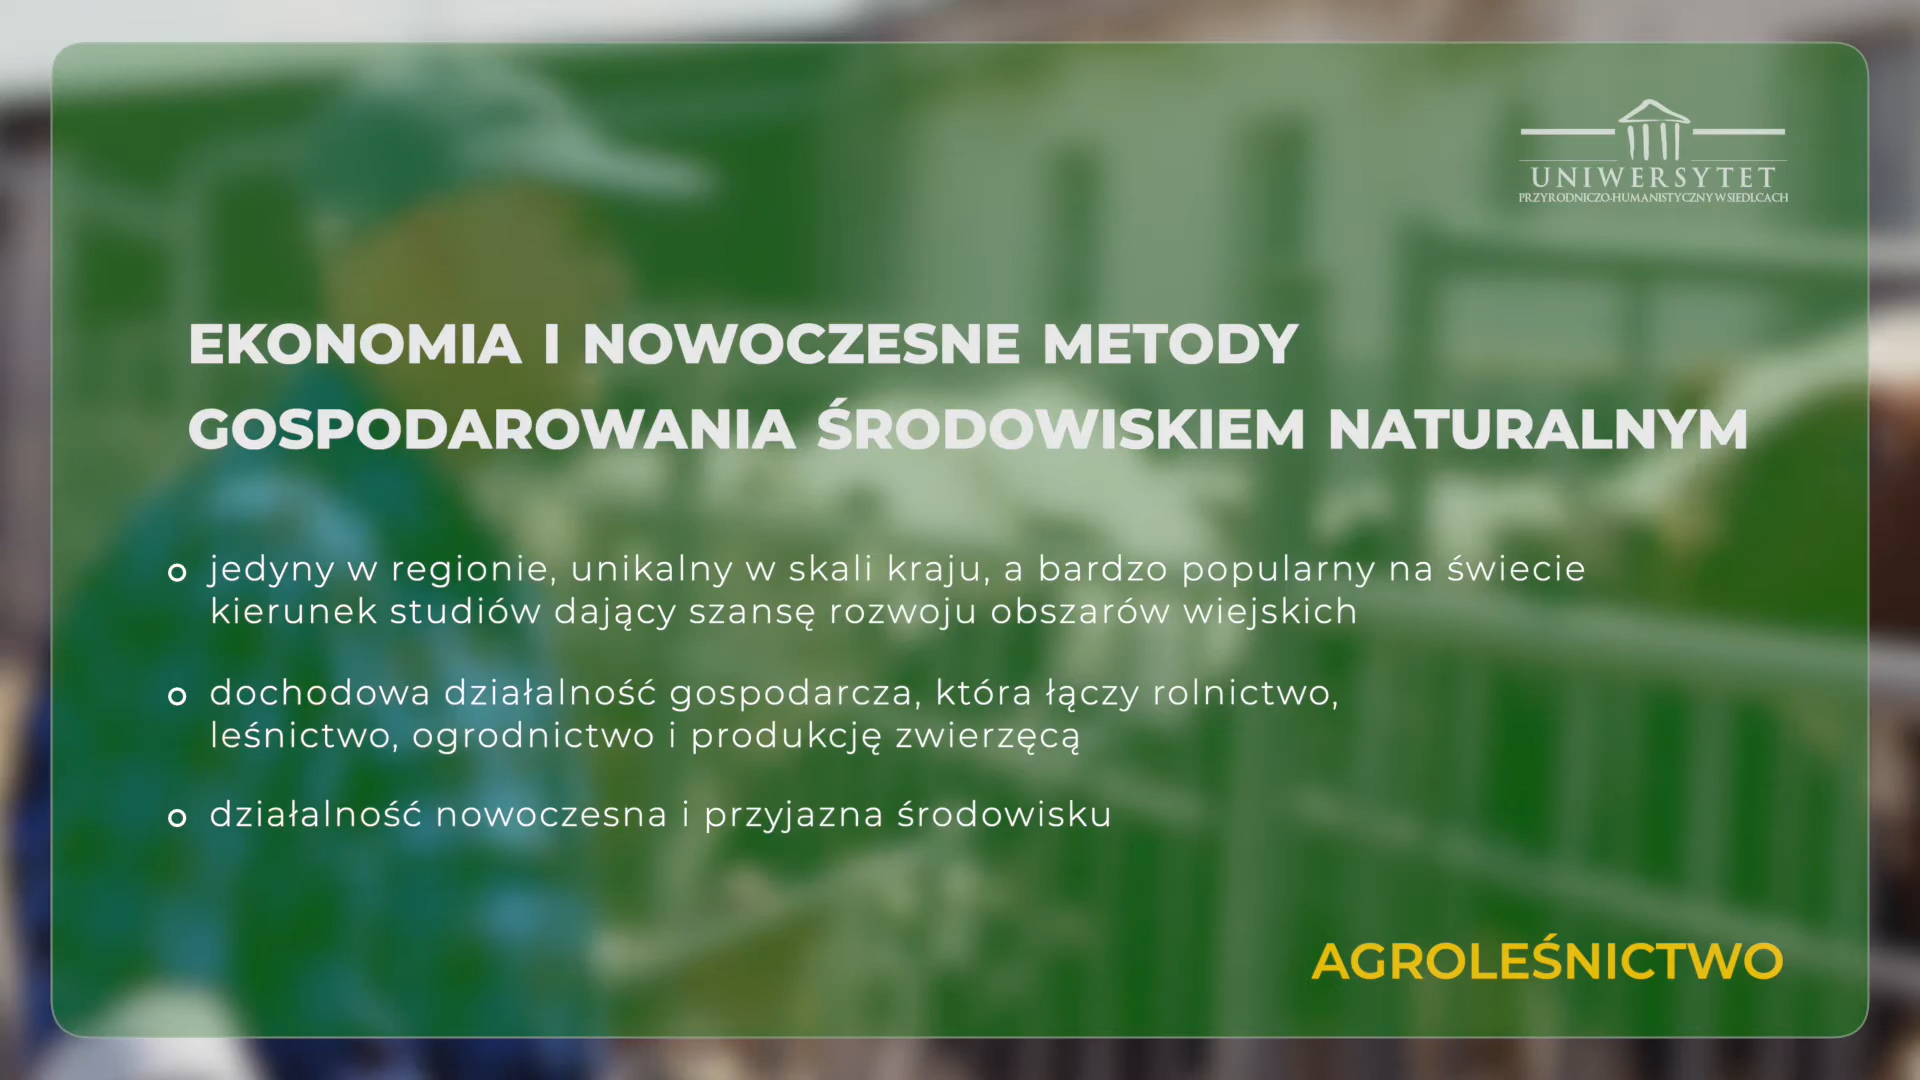 UNIWERSYTET
PRZYRODNICZO-HUMANISTYCZNY W SIEDLCACH
EKONOMIA I NOWOCZESNE METODY
GOSPODAROWANIA ŚRODOWISKIEM NATURALNYM
jedyny w regionie, unikalny w skali kraju, a bardzo popularny na świecie
kierunek studiów dający szansę rozwoju obszarów wiejskich
dochodowa działalność gospodarcza, która łączy rolnictwo,
leśnictwo, ogrodnictwo i produkcję zwierzęcą
działalność nowoczesna i przyjazna środowisku
AGROLEŚNICTWO